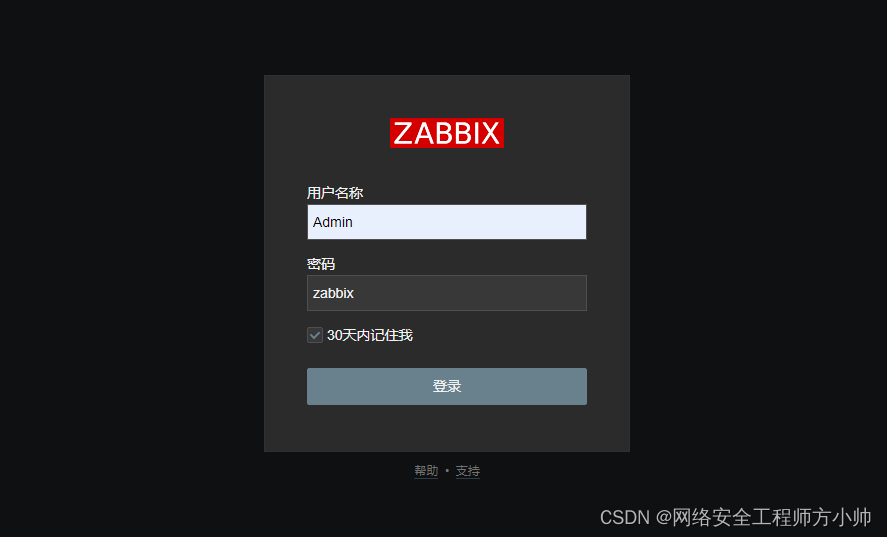 ZABBIX
用户名称
Admin
密码
zabbix
30天内记住我
登录
帮助 • 支持
CSDN @网络安全工程师方小帅